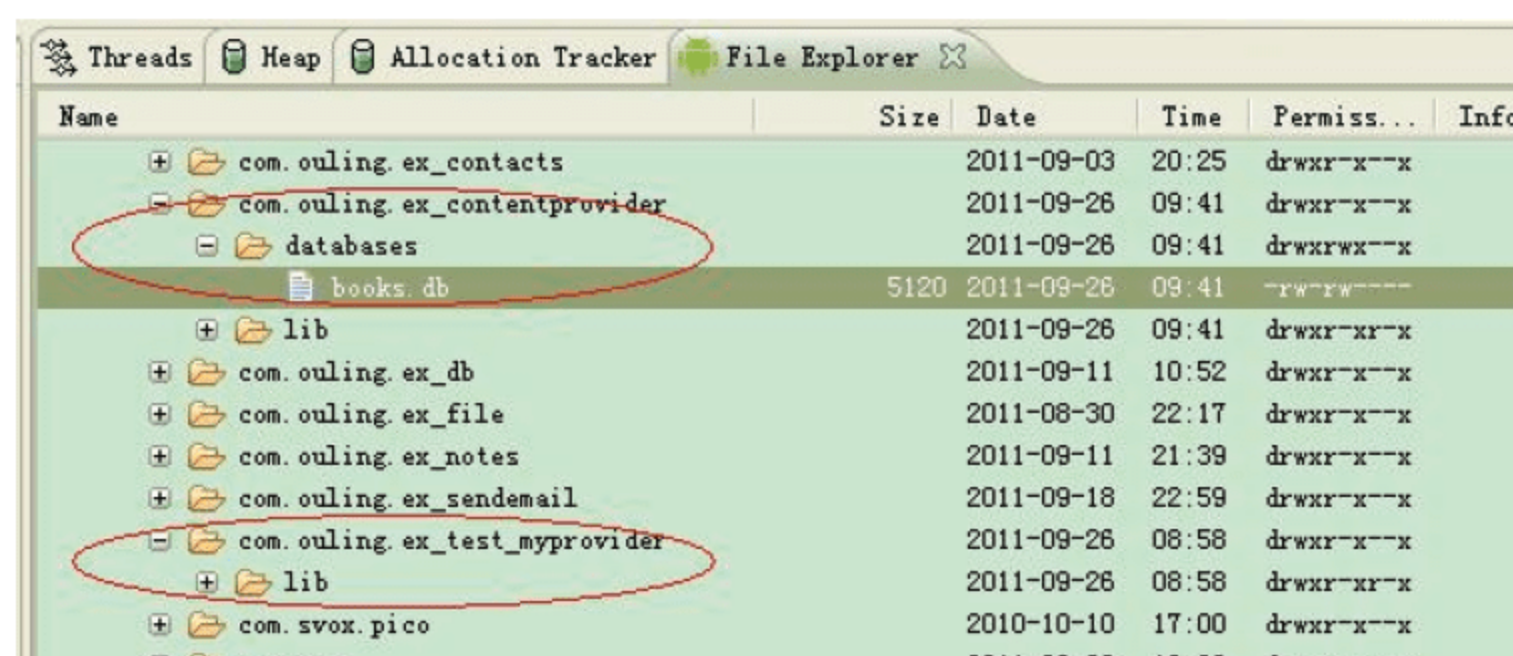 Threads Heap Allocation Tracker File Explorer
Name Size Date Time Permiss... Info
com.ouling.ex_contacts 2011-09-03 20:25 drwxr-x--x
com.ouling.ex_contentprovider 2011-09-26 09:41 drwxr-x--x
databases 2011-09-26 09:41 drwxrwx--x
books.db 5120 2011-09-26 09:41 -rw-rw----
lib 2011-09-26 09:41 drwxr-xr-x
com.ouling.ex_db 2011-09-11 10:52 drwxr-x--x
com.ouling.ex_file 2011-08-30 22:17 drwxr-x--x
com.ouling.ex_notes 2011-09-11 21:39 drwxr-x--x
com.ouling.ex_sendemail 2011-09-18 22:59 drwxr-x--x
com.ouling.ex_test_myprovider 2011-09-26 08:58 drwxr-x--x
lib 2011-09-26 08:58 drwxr-xr-x
com.svox.pico 2010-10-10 17:00 drwxr-x--x